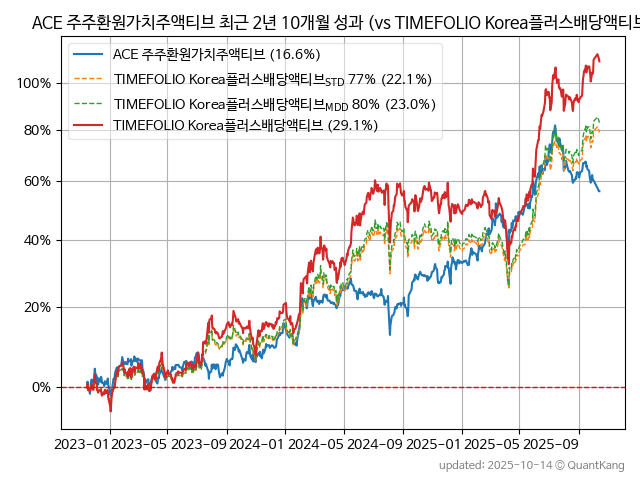 ACE 주주환원가치주액티브 최근 2년 10개월 성과 (vs TIMEFOLIO Korea플러스배당액티브
ACE 주주환원가치주액티브 (16.6%)
TIMEFOLIO Korea플러스배당액티브STD 77% (22.1%)
TIMEFOLIO Korea플러스배당액티브MDD 80% (23.0%)
TIMEFOLIO Korea플러스배당액티브 (29.1%)
100%
80%
60%
40%
20%
0%
2023-01 2023-05 2023-09 2024-01 2024-05 2024-09 2025-01 2025-05 2025-09
updated: 2025-10-14 © QuantKang